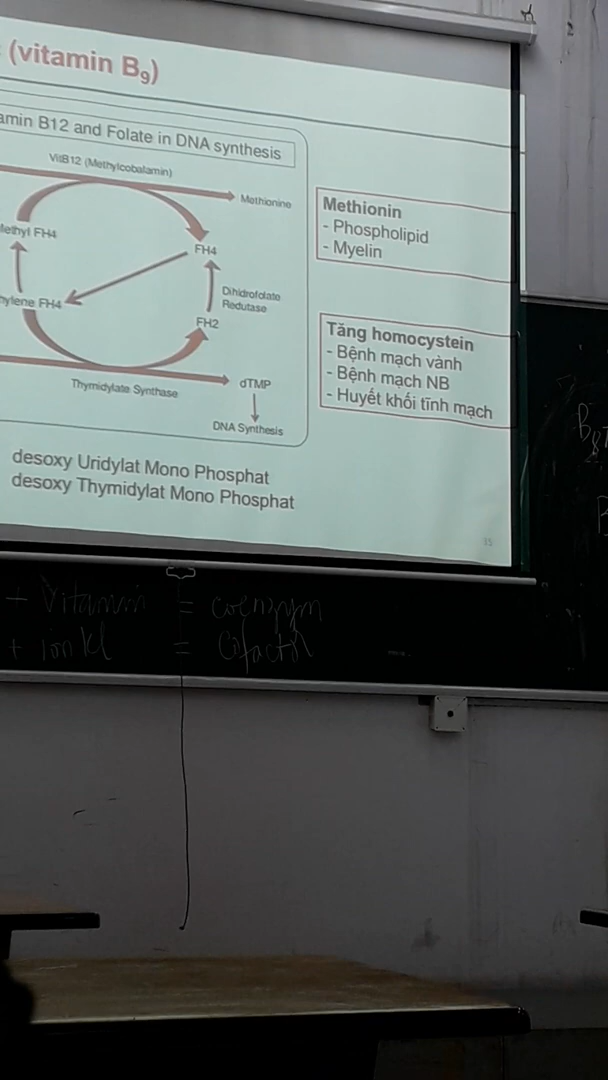 (vitamin B₉)
amin B12 and Folate in DNA synthesis
VitB12 (Methylcobalamin)
Methionine
Methyl FH4
FH4
hylene FH4
Dihidrofolate
Redutase
FH2
Thymidylate Synthase
dTMP
DNA Synthesis
Methionin
- Phospholipid
- Myelin
Tăng homocystein
- Bệnh mạch vành
- Bệnh mạch NB
- Huyết khối tĩnh mạch
desoxy Uridylat Mono Phosphat
desoxy Thymidylat Mono Phosphat
15
+ Vitamin = coenzym
+ ion kl = Cofactor